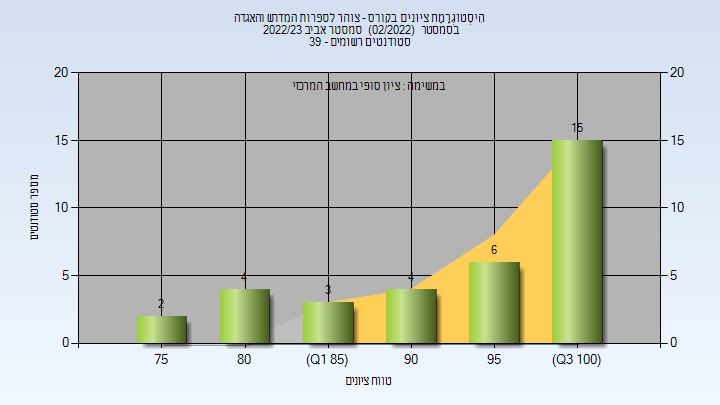 היסטוגרמת ציונים בקורס - צוהר לספרות המדרש והאגדה
בסמסטר (02/2022) סמסטר אביב 2022/23
סטודנטים רשומים - 39
במשימה : ציון סופי במחשב המרכזי
20
20
15
15
15
10
10
6
5
5
4
4
3
2
0
0
75
80
(Q1 85)
90
95
(Q3 100)
מספר סטודנטים
טווח ציונים